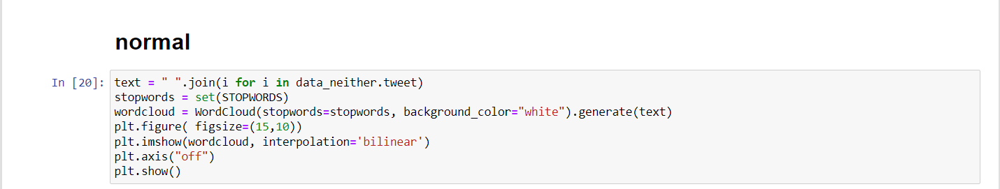 normal
In [20]:
text = " ".join(i for i in data_neither.tweet)
stopwords = set(STOPWORDS)
wordcloud = WordCloud(stopwords=stopwords, background_color="white").generate(text)
plt.figure( figsize=(15,10))
plt.imshow(wordcloud, interpolation='bilinear')
plt.axis("off")
plt.show()